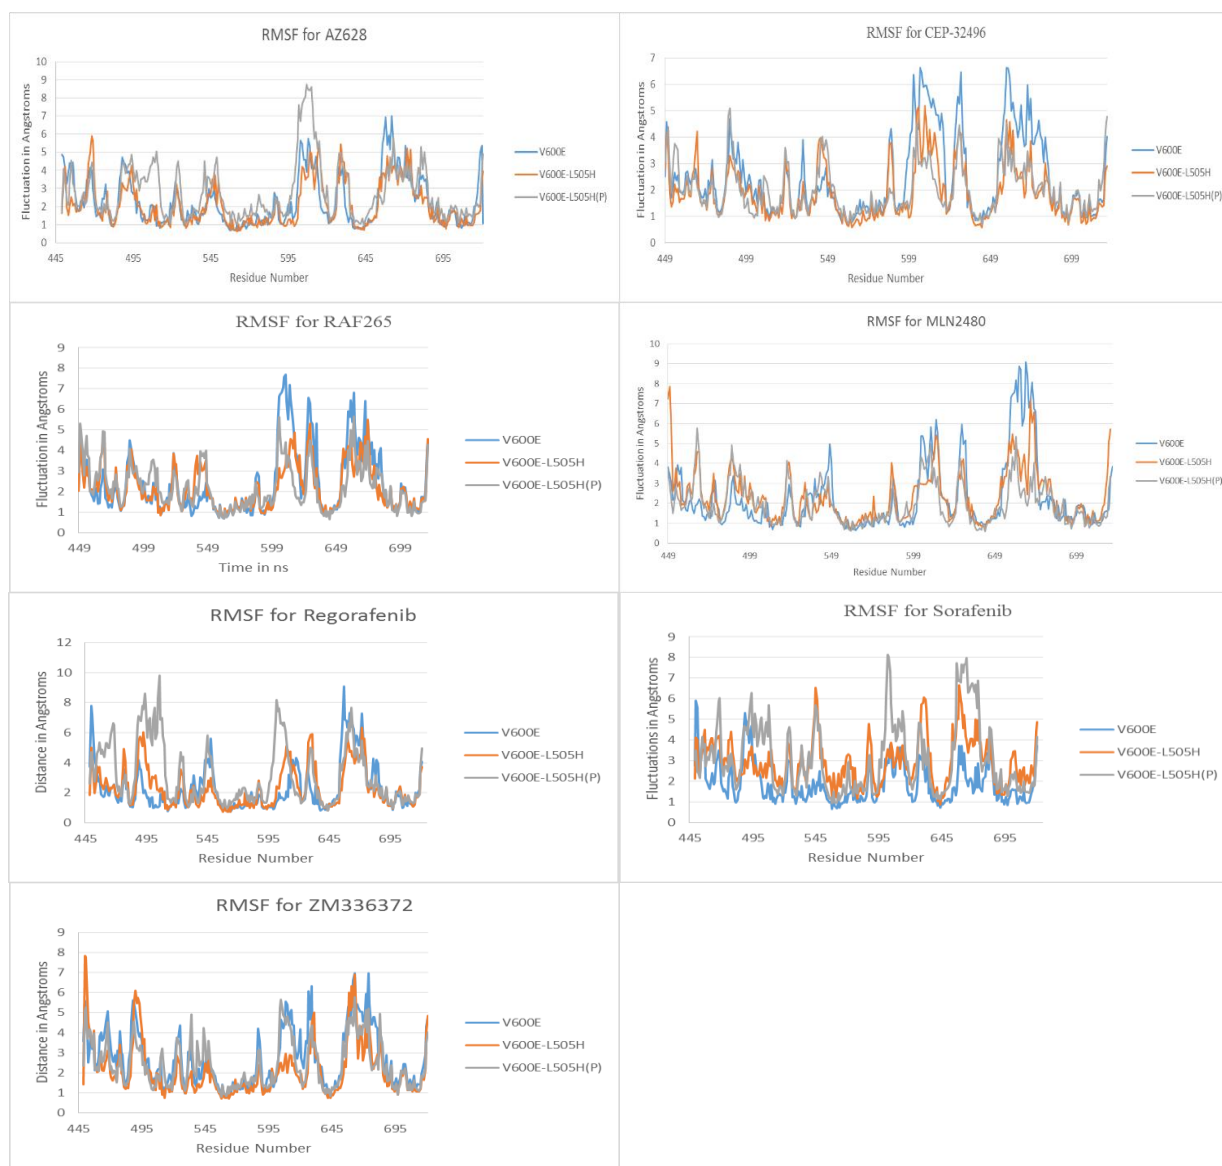 RMSF for AZ628
Fluctuation in Angstroms
10
9
8
7
6
5
4
3
2
1
0
445 495 545 595 645 695
Residue Number
V600E
V600E-L505H
V600E-L505H(P)
RMSF for CEP-32496
Fluctuation in Angstroms
7
6
5
4
3
2
1
0
449 499 549 599 649 699
Residue Number
V600E
V600E-L505H
V600E-L505H(P)
RMSF for RAF265
Fluctuation in Angstroms
9
8
7
6
5
4
3
2
1
0
449 499 549 599 649 699
Time in ns
V600E
V600E-L505H
V600E-L505H(P)
RMSF for MLN2480
Fluctuation in Angstroms
10
9
8
7
6
5
4
3
2
1
0
449 499 549 599 649 699
Residue Number
V600E
V600E-L505H
V600E-L505H(P)
RMSF for Regorafenib
Distance in Angstroms
12
10
8
6
4
2
0
445 495 545 595 645 695
Residue Number
V600E
V600E-L505H
V600E-L505H(P)
RMSF for Sorafenib
Fluctuations in Angstroms
9
8
7
6
5
4
3
2
1
0
445 495 545 595 645 695
Residue Number
V600E
V600E-L505H
V600E-L505H(P)
RMSF for ZM336372
Distance in Angstroms
9
8
7
6
5
4
3
2
1
0
445 495 545 595 645 695
Residue Number
V600E
V600E-L505H
V600E-L505H(P)